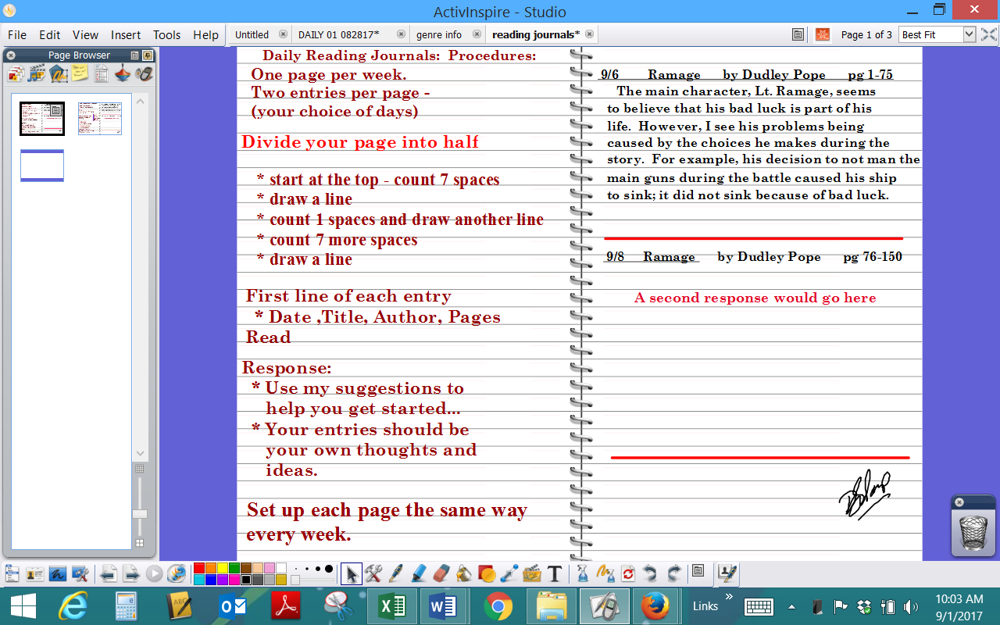 ActivInspire - Studio
File Edit View Insert Tools Help
Untitled DAILY 01 082817* genre info reading journals*
Page 1 of 3 Best Fit
Page Browser
Daily Reading Journals: Procedures:
One page per week.
Two entries per page -
(your choice of days)
Divide your page into half
* start at the top - count 7 spaces
* draw a line
* count 1 spaces and draw another line
* count 7 more spaces
* draw a line
First line of each entry
* Date ,Title, Author, Pages
Read
Response:
* Use my suggestions to
help you get started...
* Your entries should be
your own thoughts and
ideas.
Set up each page the same way
every week.
9/6 Ramage by Dudley Pope pg 1-75
The main character, Lt. Ramage, seems
to believe that his bad luck is part of his
life. However, I see his problems being
caused by the choices he makes during the
story. For example, his decision to not man the
main guns during the battle caused his ship
to sink; it did not sink because of bad luck.
9/8 Ramage by Dudley Pope pg 76-150
A second response would go here
Links
10:03 AM
9/1/2017